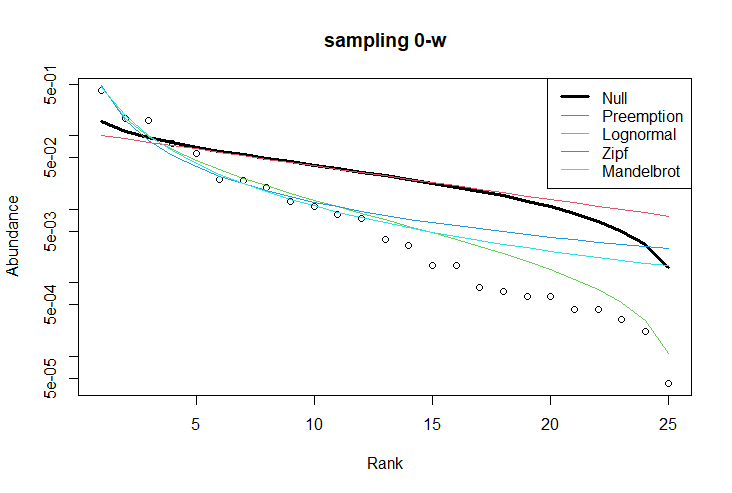 sampling 0-w
Null
Preemption
Lognormal
Zipf
Mandelbrot
Abundance
5e-01
5e-02
5e-03
5e-04
5e-05
5 10 15 20 25
Rank